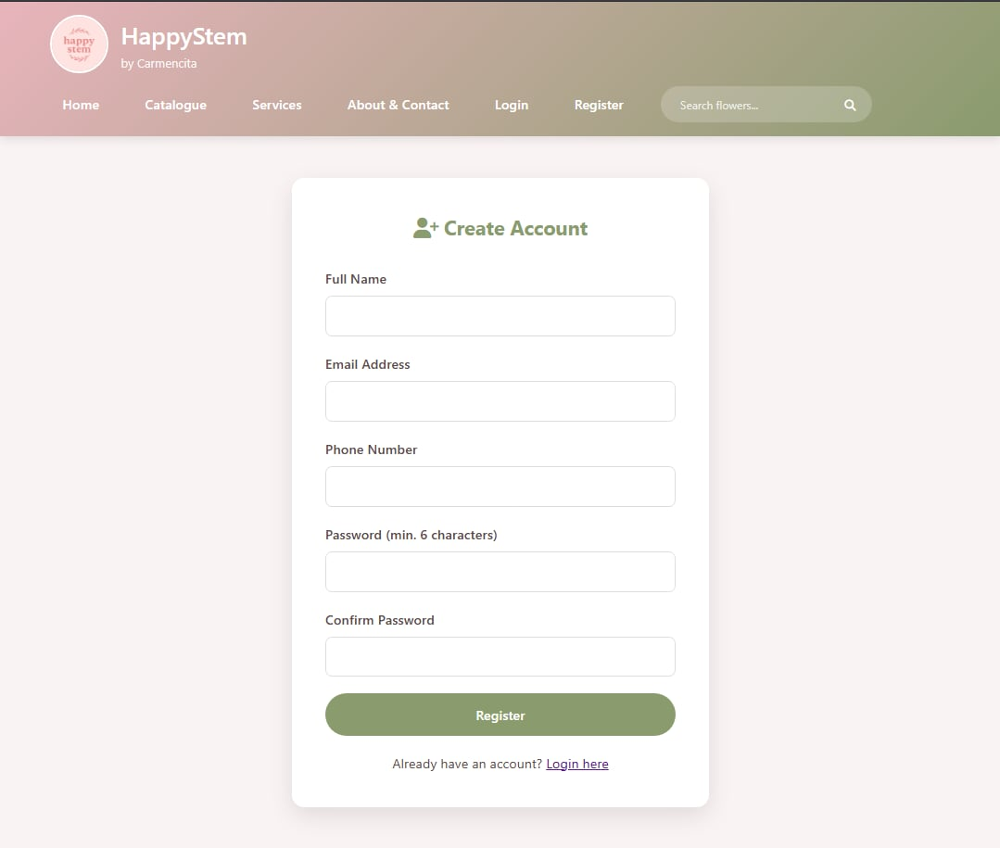 happy
stem
HappyStem
by Carmencita
Home Catalogue Services About & Contact Login Register Search flowers...
Create Account
Full Name
Email Address
Phone Number
Password (min. 6 characters)
Confirm Password
Register
Already have an account? Login here